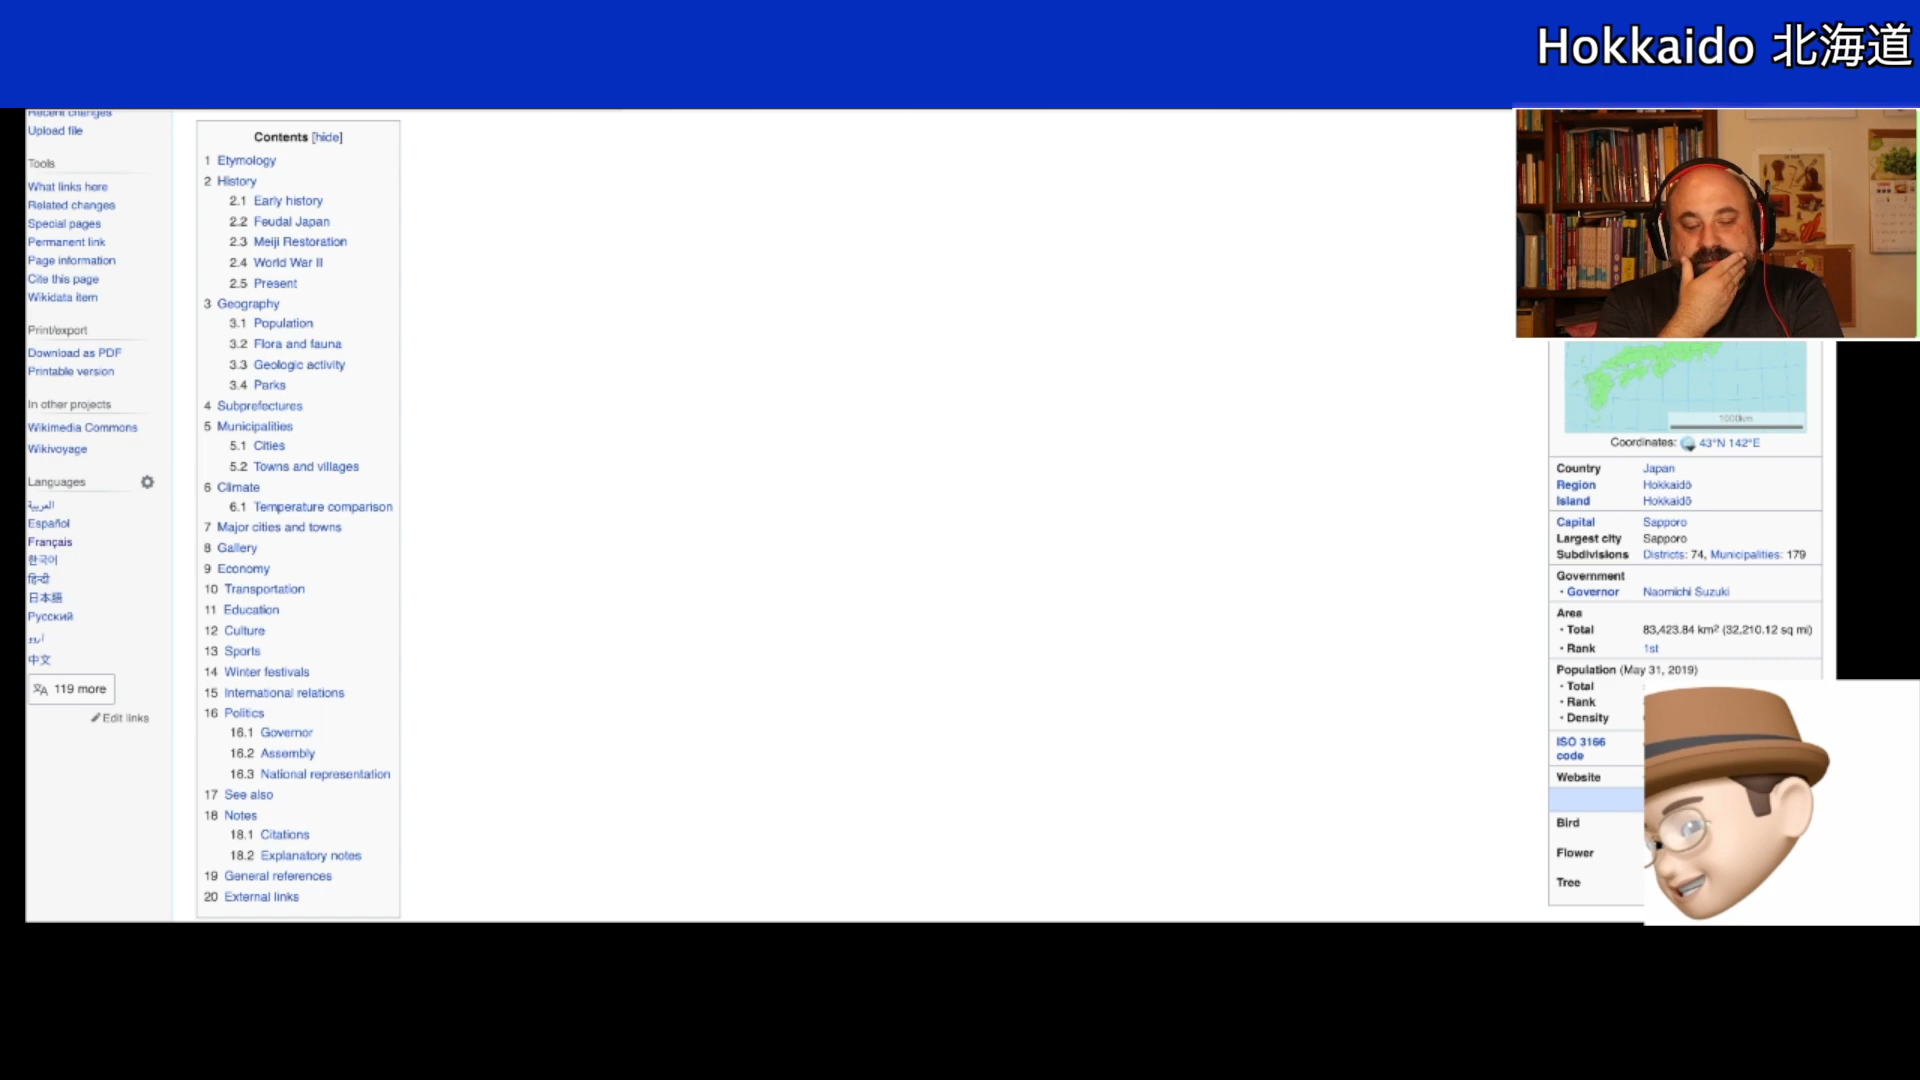 Hokkaido 北海道
Recent changes
Upload file
Tools
What links here
Related changes
Special pages
Permanent link
Page information
Cite this page
Wikidata item
Print/export
Download as PDF
Printable version
In other projects
Wikimedia Commons
Wikivoyage
Languages
العربية
Español
Français
한국어
हिन्दी
日本語
Русский
اردو
中文
119 more
Edit links
Contents [hide]
1 Etymology
2 History
2.1 Early history
2.2 Feudal Japan
2.3 Meiji Restoration
2.4 World War II
2.5 Present
3 Geography
3.1 Population
3.2 Flora and fauna
3.3 Geologic activity
3.4 Parks
4 Subprefectures
5 Municipalities
5.1 Cities
5.2 Towns and villages
6 Climate
6.1 Temperature comparison
7 Major cities and towns
8 Gallery
9 Economy
10 Transportation
11 Education
12 Culture
13 Sports
14 Winter festivals
15 International relations
16 Politics
16.1 Governor
16.2 Assembly
16.3 National representation
17 See also
18 Notes
18.1 Citations
18.2 Explanatory notes
19 General references
20 External links
1000km
Coordinates: 43°N 142°E
Country Japan
Region Hokkaidō
Island Hokkaidō
Capital Sapporo
Largest city Sapporo
Subdivisions Districts: 74, Municipalities: 179
Government
• Governor Naomichi Suzuki
Area
• Total 83,423.84 km² (32,210.12 sq mi)
• Rank 1st
Population (May 31, 2019)
• Total
• Rank
• Density
ISO 3166
code
Website
Bird
Flower
Tree